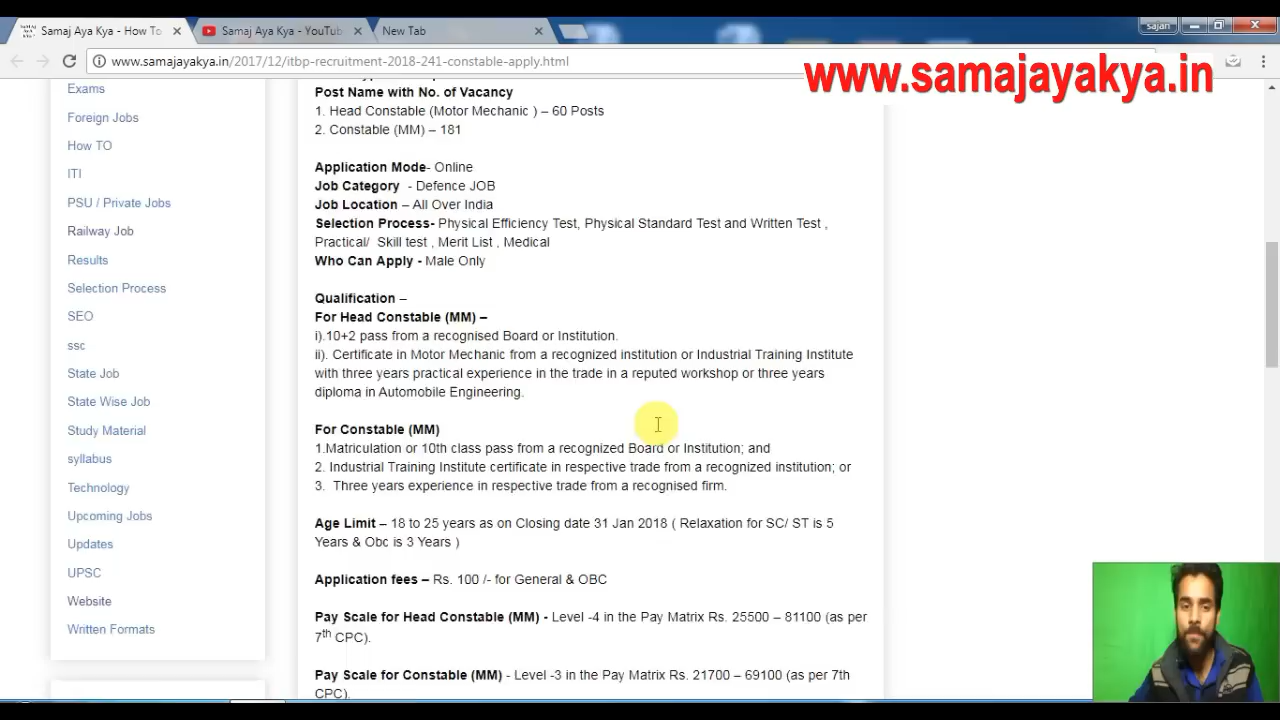 Samaj Aya Kya - How To
Samaj Aya Kya - YouTub
New Tab
sajan
www.samajayakya.in/2017/12/itbp-recruitment-2018-241-constable-apply.html
www.samajayakya.in
Exams
Foreign Jobs
How TO
ITI
PSU / Private Jobs
Railway Job
Results
Selection Process
SEO
ssc
State Job
State Wise Job
Study Material
syllabus
Technology
Upcoming Jobs
Updates
UPSC
Website
Written Formats
Post Name with No. of Vacancy
1. Head Constable (Motor Mechanic ) – 60 Posts
2. Constable (MM) – 181
Application Mode- Online
Job Category - Defence JOB
Job Location – All Over India
Selection Process- Physical Efficiency Test, Physical Standard Test and Written Test ,
Practical/ Skill test , Merit List , Medical
Who Can Apply - Male Only
Qualification –
For Head Constable (MM) –
i).10+2 pass from a recognised Board or Institution.
ii). Certificate in Motor Mechanic from a recognized institution or Industrial Training Institute
with three years practical experience in the trade in a reputed workshop or three years
diploma in Automobile Engineering.
For Constable (MM)
1.Matriculation or 10th class pass from a recognized Board or Institution; and
2. Industrial Training Institute certificate in respective trade from a recognized institution; or
3. Three years experience in respective trade from a recognised firm.
Age Limit – 18 to 25 years as on Closing date 31 Jan 2018 ( Relaxation for SC/ ST is 5
Years & Obc is 3 Years )
Application fees – Rs. 100 /- for General & OBC
Pay Scale for Head Constable (MM) - Level -4 in the Pay Matrix Rs. 25500 – 81100 (as per
7th CPC).
Pay Scale for Constable (MM) - Level -3 in the Pay Matrix Rs. 21700 – 69100 (as per 7th
CPC).